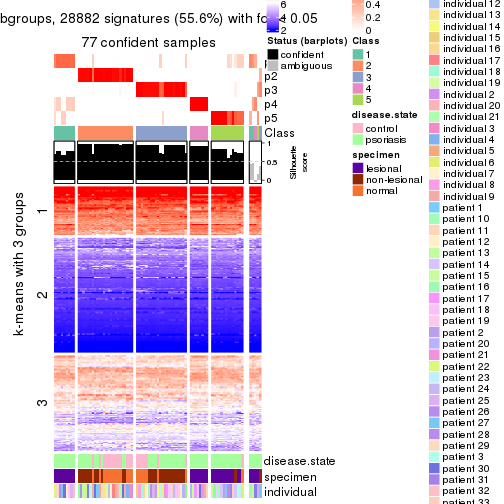 bgroups, 28882 signatures (55.6%) with fd < 0.05
77 confident samples
p2
p3
p4
p5
Class
1
0.5
0
Silhouette
score
k-means with 3 groups
1
2
3
disease.state
specimen
individual
6
4
2
0
Status (barplots)
confident
ambiguous
0.4
0.2
0
Class
1
2
3
4
5
disease.state
control
psoriasis
specimen
lesional
non-lesional
normal
individual 12
individual 13
individual 14
individual 15
individual 16
individual 17
individual 18
individual 19
individual 2
individual 20
individual 21
individual 3
individual 4
individual 5
individual 6
individual 7
individual 8
individual 9
patient 1
patient 10
patient 11
patient 12
patient 13
patient 14
patient 15
patient 16
patient 17
patient 18
patient 19
patient 2
patient 20
patient 21
patient 22
patient 23
patient 24
patient 25
patient 26
patient 27
patient 28
patient 29
patient 3
patient 30
patient 31
patient 32
patient 33